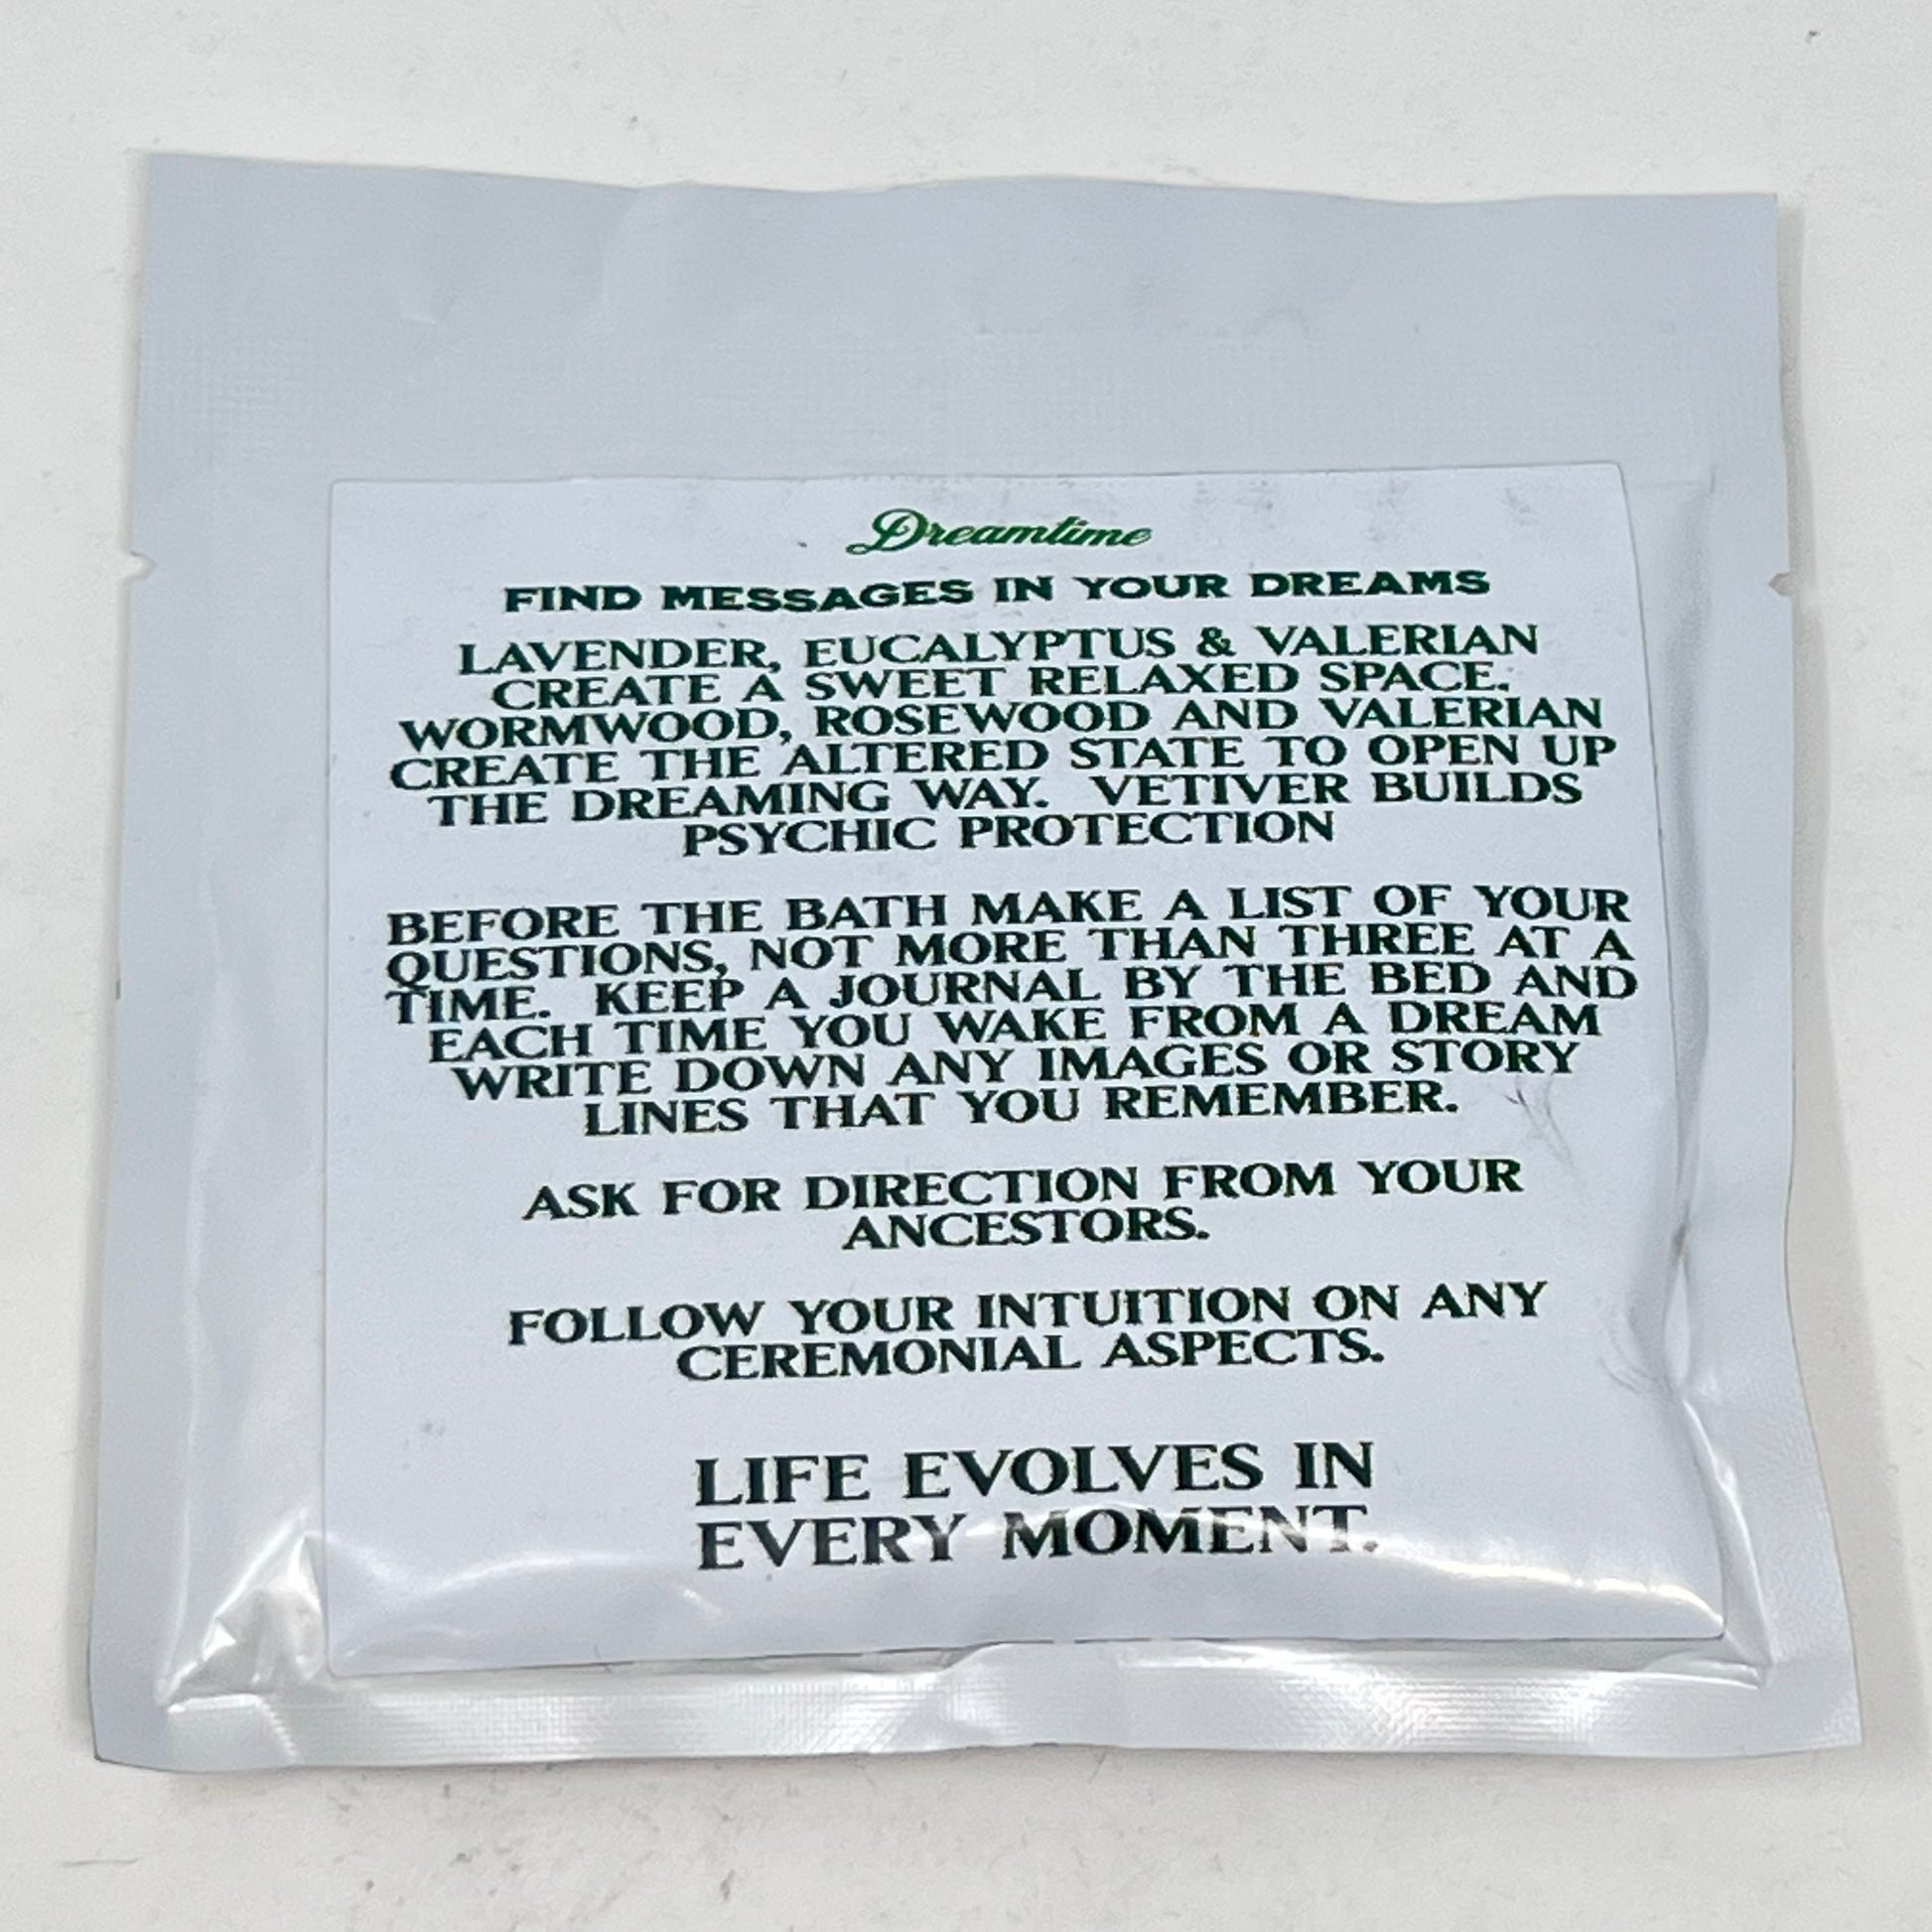 Dreamtime
FIND MESSAGES IN YOUR DREAMS
LAVENDER, EUCALYPTUS & VALERIAN
CREATE A SWEET RELAXED SPACE.
WORMWOOD, ROSEWOOD AND VALERIAN
CREATE THE ALTERED STATE TO OPEN UP
THE DREAMING WAY. VETIVER BUILDS
PSYCHIC PROTECTION
BEFORE THE BATH MAKE A LIST OF YOUR
QUESTIONS, NOT MORE THAN THREE AT A
TIME. KEEP A JOURNAL BY THE BED AND
EACH TIME YOU WAKE FROM A DREAM
WRITE DOWN ANY IMAGES OR STORY
LINES THAT YOU REMEMBER.
ASK FOR DIRECTION FROM YOUR
ANCESTORS.
FOLLOW YOUR INTUITION ON ANY
CEREMONIAL ASPECTS.
LIFE EVOLVES IN
EVERY MOMENT.